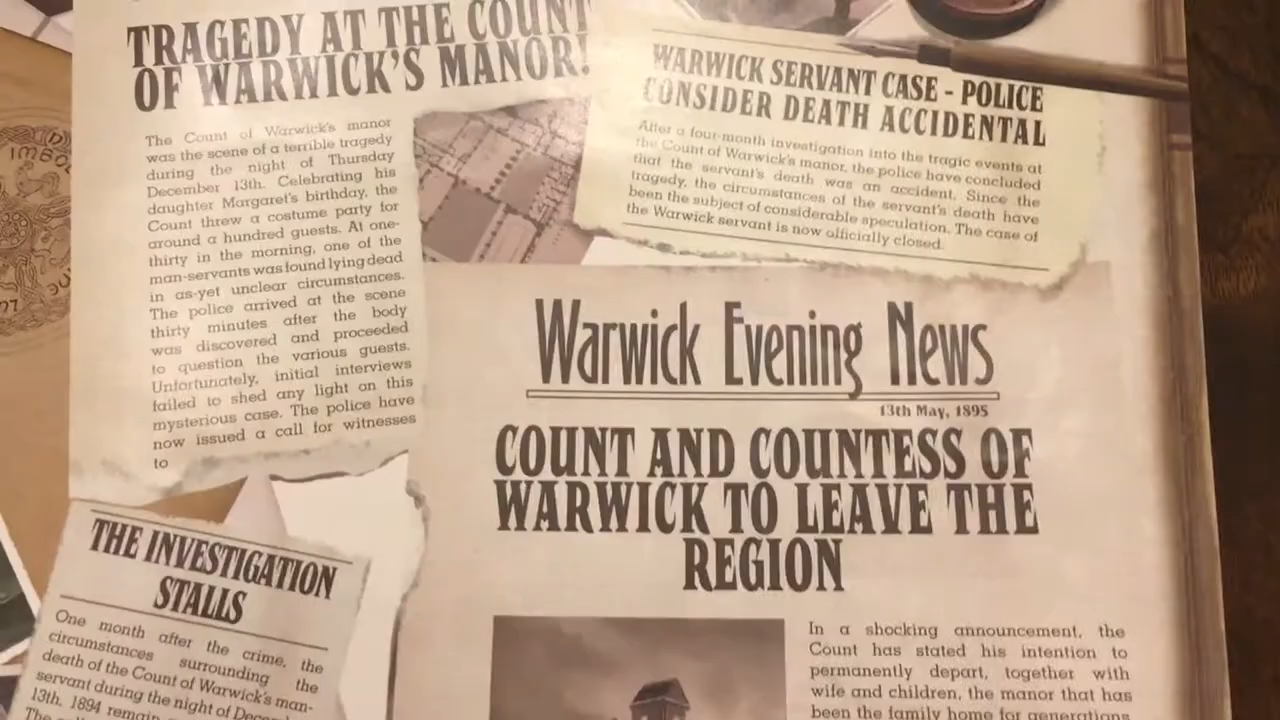 TRAGEDY AT THE COUNT
OF WARWICK'S MANOR!
The Count of Warwick's manor
was the scene of a terrible tragedy
during the night of Thursday
December 13th. Celebrating his
daughter Margaret's birthday, the
Count threw a costume party for
around a hundred guests. At one-
thirty in the morning, one of the
man-servants was found lying dead
in as-yet unclear circumstances.
The police arrived at the scene
thirty minutes after the body
was discovered and proceeded
to question the various guests.
Unfortunately, initial interviews
failed to shed any light on this
mysterious case. The police have
now issued a call for witnesses
to
WARWICK SERVANT CASE - POLICE
CONSIDER DEATH ACCIDENTAL
After a four-month investigation into the tragic events at
the Count of Warwick's manor, the police have concluded
that the servant's death was an accident. Since the
tragedy, the circumstances of the servant's death have
been the subject of considerable speculation. The case of
the Warwick servant is now officially closed.
Warwick Evening News
13th May, 1895
COUNT AND COUNTESS OF
WARWICK TO LEAVE THE
REGION
In a shocking announcement, the
Count has stated his intention to
permanently depart, together with
wife and children, the manor that has
been the family home for generations
THE INVESTIGATION
STALLS
One month after the crime, the
circumstances surrounding the
death of the Count of Warwick's man-
servant during the night of
13th, 1894 remain
The
IMBOL